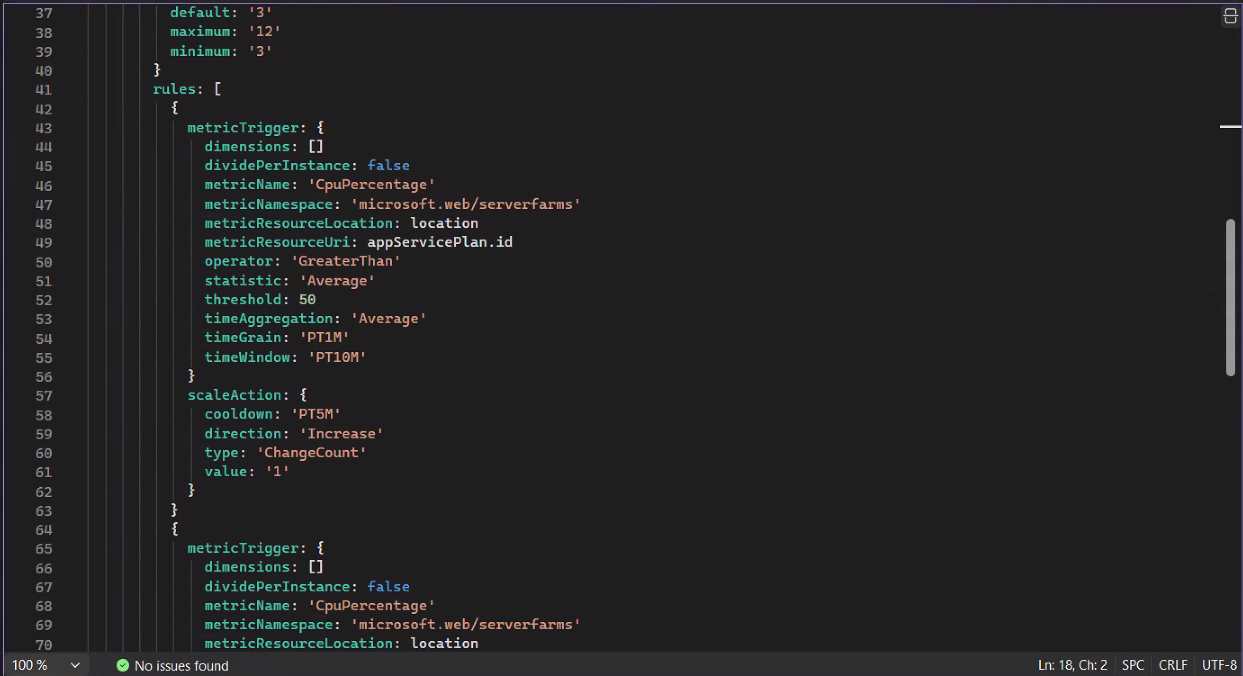 37 default: '3'
38 maximum: '12'
39 minimum: '3'
40 }
41 rules: [
42 {
43 metricTrigger: {
44 dimensions: []
45 dividePerInstance: false
46 metricName: 'CpuPercentage'
47 metricNamespace: 'microsoft.web/serverfarms'
48 metricResourceLocation: location
49 metricResourceUri: appServicePlan.id
50 operator: 'GreaterThan'
51 statistic: 'Average'
52 threshold: 50
53 timeAggregation: 'Average'
54 timeGrain: 'PT1M'
55 timeWindow: 'PT10M'
56 }
57 scaleAction: {
58 cooldown: 'PT5M'
59 direction: 'Increase'
60 type: 'ChangeCount'
61 value: '1'
62 }
63 }
64 {
65 metricTrigger: {
66 dimensions: []
67 dividePerInstance: false
68 metricName: 'CpuPercentage'
69 metricNamespace: 'microsoft.web/serverfarms'
70 metricResourceLocation: location
100 % No issues found Ln: 18, Ch: 2 SPC CRLF UTF-8